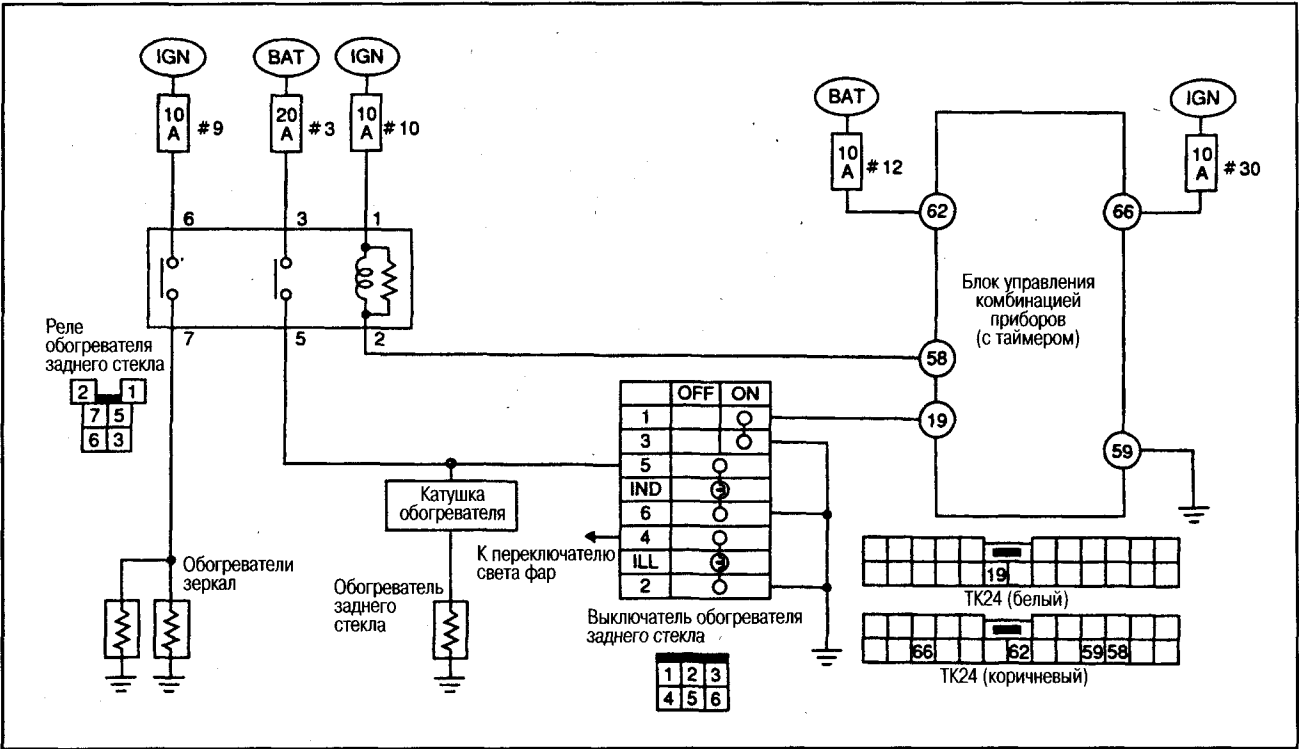 IGN BAT IGN
10 A #9
20 A #3
10 A #10
BAT IGN
10 A #12
10 A #30
6 3 1
62 66
Блок управления
комбинацией
приборов
(с таймером)
7 5 2
Реле
обогревателя
заднего стекла
2 1
7 5
6 3
58
19
59
OFF ON
1
3
5
IND
6
4
ILL
2
Катушка
обогревателя
К переключателю
света фар
Обогреватели
зеркал
Обогреватель
заднего
стекла
Выключатель обогревателя
заднего стекла
1 2 3
4 5 6
19
ТК24 (белый)
66 62 59 58
ТК24 (коричневый)